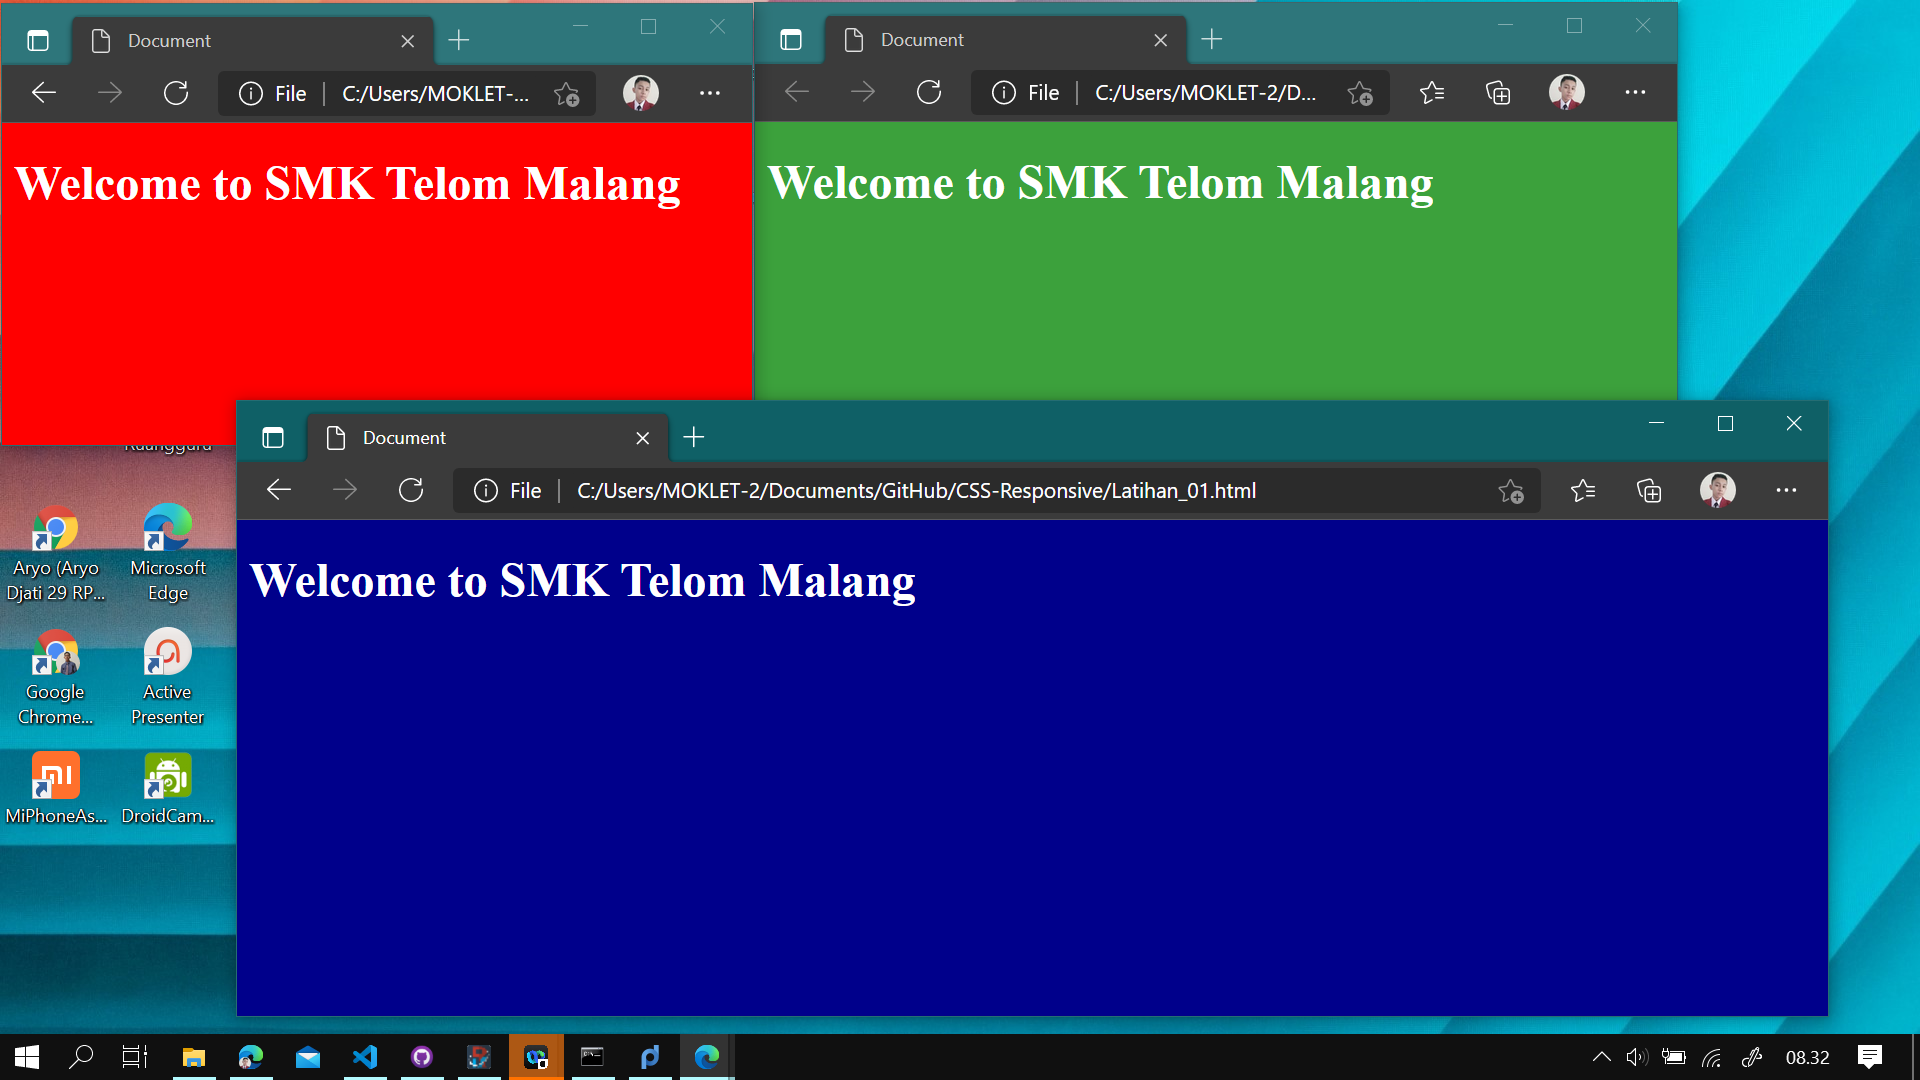 Document
File
C:/Users/MOKLET-...
Welcome to SMK Telom Malang
Document
File
C:/Users/MOKLET-2/D...
Welcome to SMK Telom Malang
Document
File
C:/Users/MOKLET-2/Documents/GitHub/CSS-Responsive/Latihan_01.html
Welcome to SMK Telom Malang
Aryo (Aryo
Djati 29 RP...
Microsoft
Edge
Google
Chrome...
Active
Presenter
MiPhoneAs...
DroidCam...
08.32